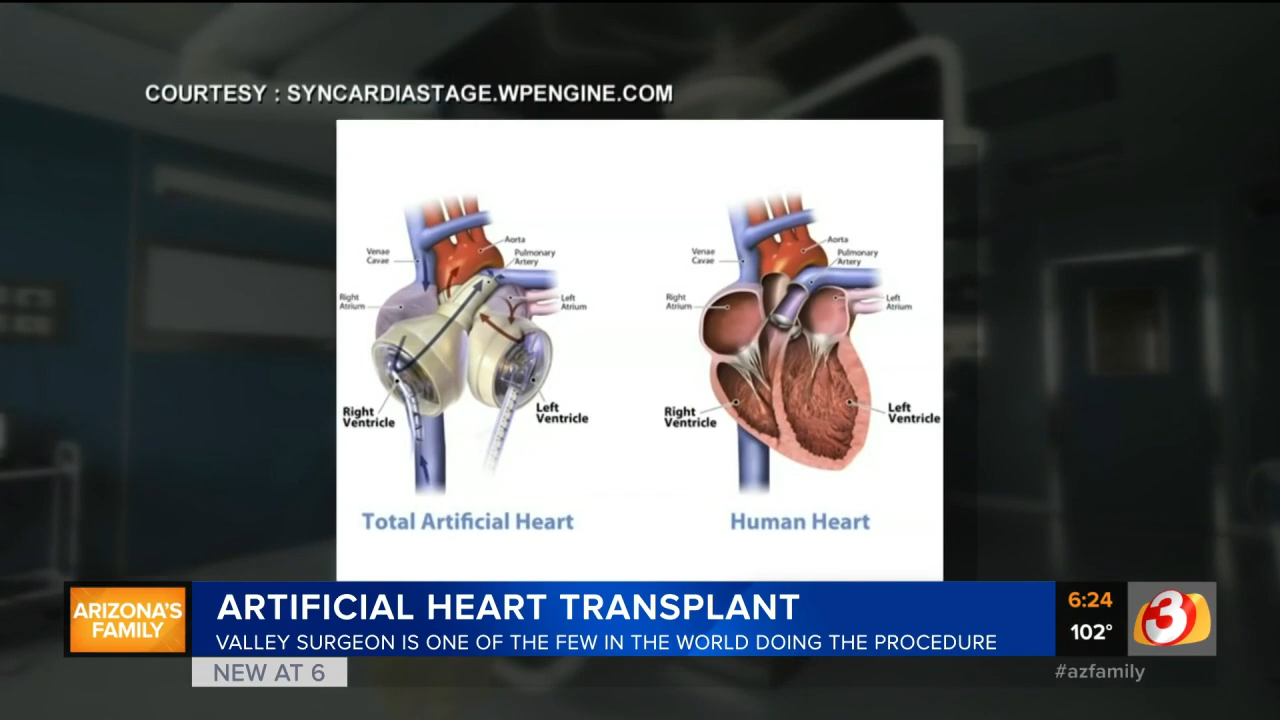 COURTESY : SYNCARDIASTAGE.WPENGINE.COM
Aorta
Venae
Cavae
Pulmonary
Artery
Right
Atrium
Left
Atrium
Right
Ventricle
Left
Ventricle
Total Artificial Heart
Aorta
Venae
Cavae
Pulmonary
Artery
Right
Atrium
Left
Atrium
Right
Ventricle
Left
Ventricle
Human Heart
ARIZONA'S
FAMILY
ARTIFICIAL HEART TRANSPLANT
VALLEY SURGEON IS ONE OF THE FEW IN THE WORLD DOING THE PROCEDURE
NEW AT 6
6:24
102°
3
#azfamily